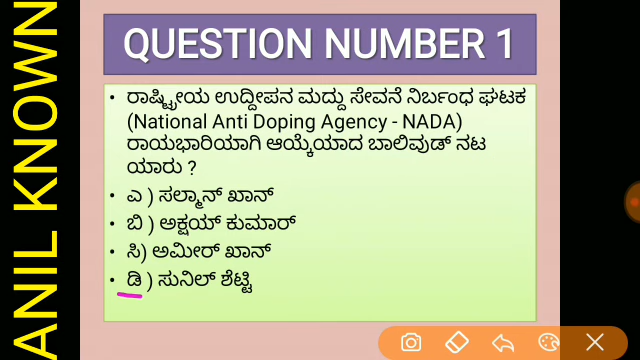 ANIL KNOWN
QUESTION NUMBER 1
• ರಾಷ್ಟ್ರೀಯ ಉದ್ದೀಪನ ಮದ್ದು ಸೇವನೆ ನಿರ್ಬಂಧ ಘಟಕ
(National Anti Doping Agency - NADA)
ರಾಯಭಾರಿಯಾಗಿ ಆಯ್ಕೆಯಾದ ಬಾಲಿವುಡ್ ನಟ
ಯಾರು ?
• ಎ ) ಸಲ್ಮಾನ್ ಖಾನ್
• ಬಿ ) ಅಕ್ಷಯ್ ಕುಮಾರ್
• ಸಿ) ಅಮೀರ್ ಖಾನ್
• ಡಿ ) ಸುನಿಲ್ ಶೆಟ್ಟಿ